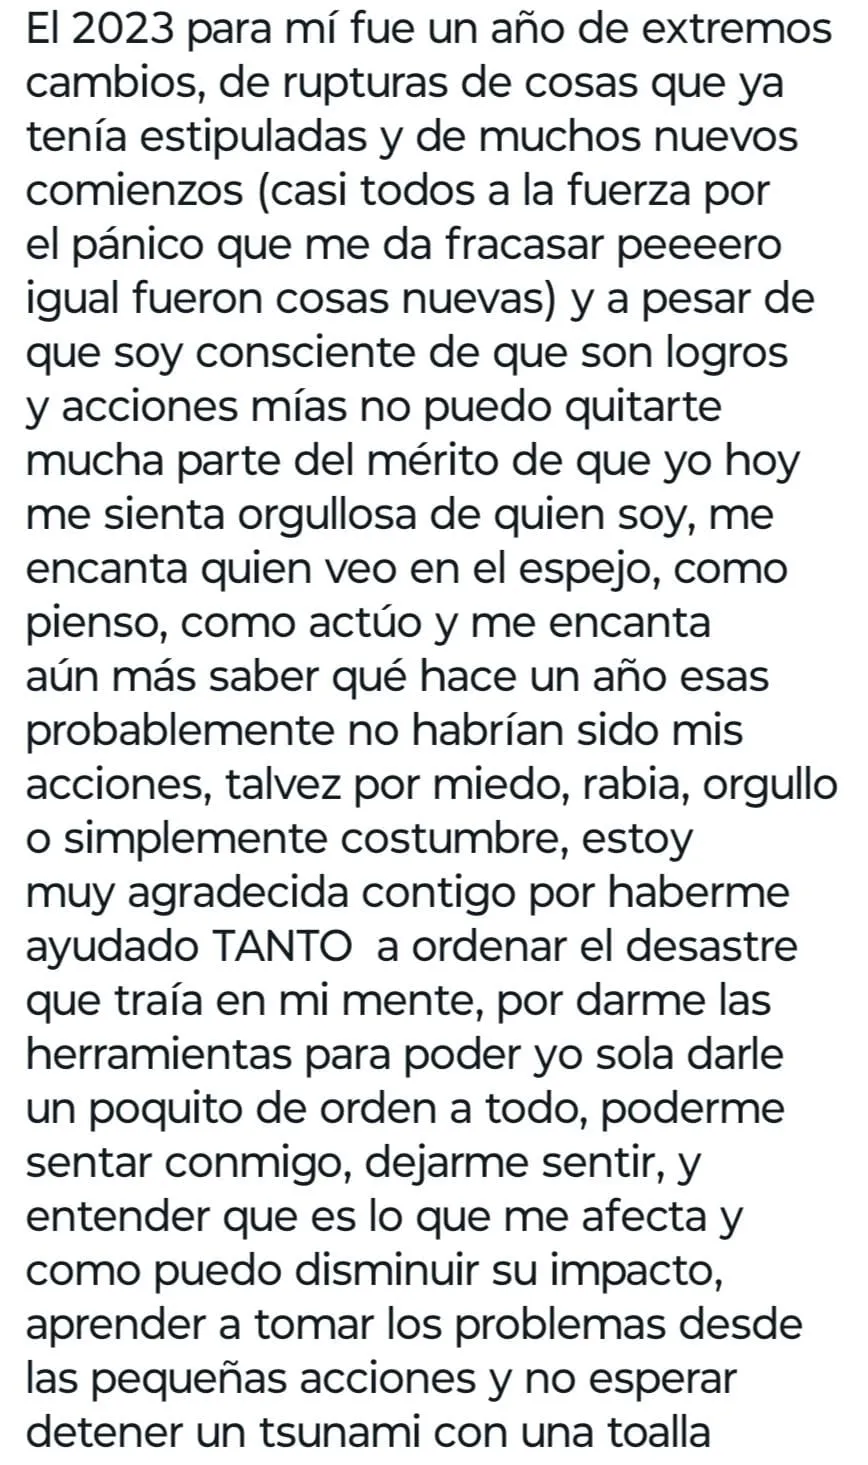 El 2023 para mí fue un año de extremos
cambios, de rupturas de cosas que ya
tenía estipuladas y de muchos nuevos
comienzos (casi todos a la fuerza por
el pánico que me da fracasar peeeero
igual fueron cosas nuevas) y a pesar de
que soy consciente de que son logros
y acciones mías no puedo quitarte
mucha parte del mérito de que yo hoy
me sienta orgullosa de quien soy, me
encanta quien veo en el espejo, como
pienso, como actúo y me encanta
aún más saber qué hace un año esas
probablemente no habrían sido mis
acciones, talvez por miedo, rabia, orgullo
o simplemente costumbre, estoy
muy agradecida contigo por haberme
ayudado TANTO  a ordenar el desastre
que traía en mi mente, por darme las
herramientas para poder yo sola darle
un poquito de orden a todo, poderme
sentar conmigo, dejarme sentir, y
entender que es lo que me afecta y
como puedo disminuir su impacto,
aprender a tomar los problemas desde
las pequeñas acciones y no esperar
detener un tsunami con una toalla